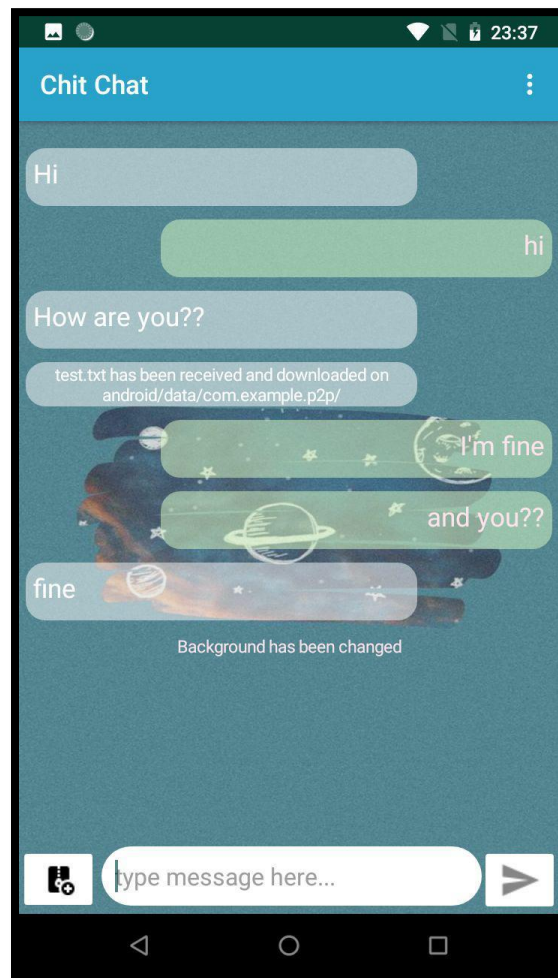 23:37
Chit Chat
Hi
hi
How are you??
test.txt has been received and downloaded on
android/data/com.example.p2p/
I'm fine
and you??
fine
Background has been changed
type message here...